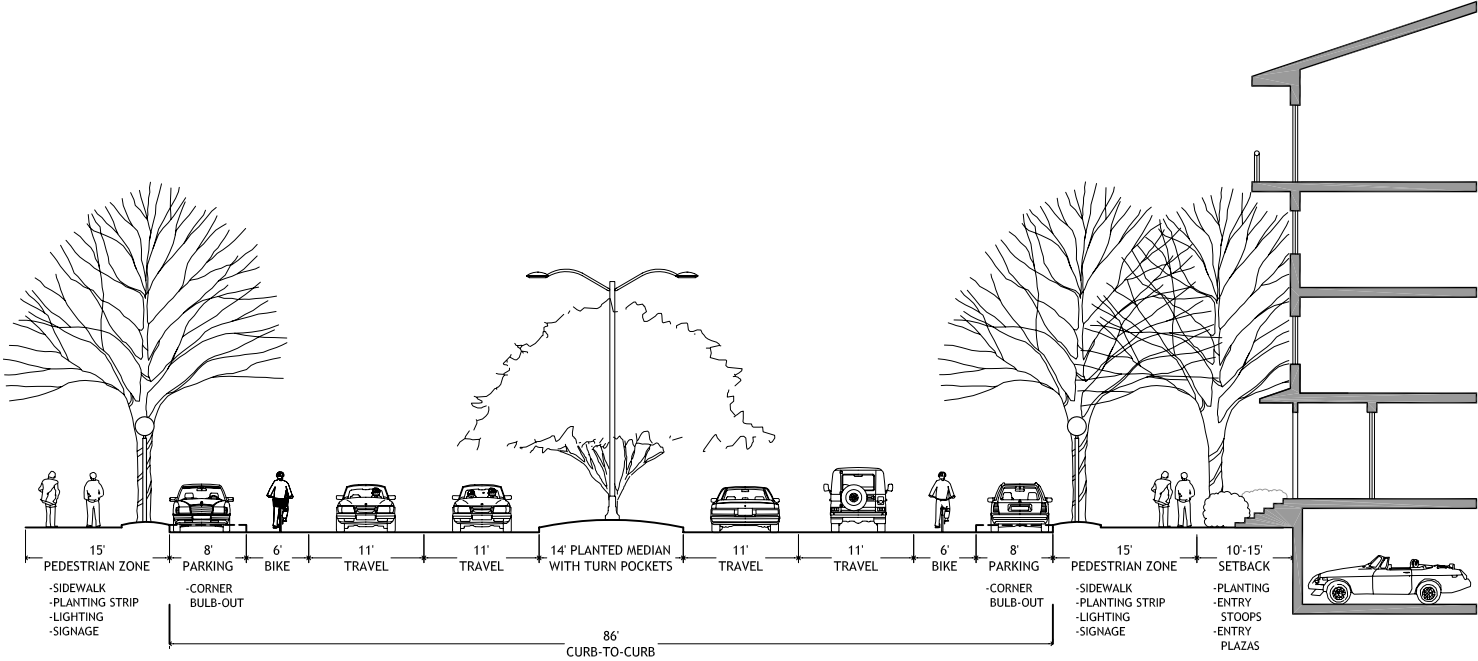 15'
PEDESTRIAN ZONE
-SIDEWALK
-PLANTING STRIP
-LIGHTING
-SIGNAGE
8'
PARKING
-CORNER
BULB-OUT
6'
BIKE
11'
TRAVEL
11'
TRAVEL
14' PLANTED MEDIAN
WITH TURN POCKETS
11'
TRAVEL
11'
TRAVEL
6'
BIKE
8'
PARKING
-CORNER
BULB-OUT
15'
PEDESTRIAN ZONE
-SIDEWALK
-PLANTING STRIP
-LIGHTING
-SIGNAGE
10'-15'
SETBACK
-PLANTING
-ENTRY
STOOPS
-ENTRY
PLAZAS
86'
CURB-TO-CURB